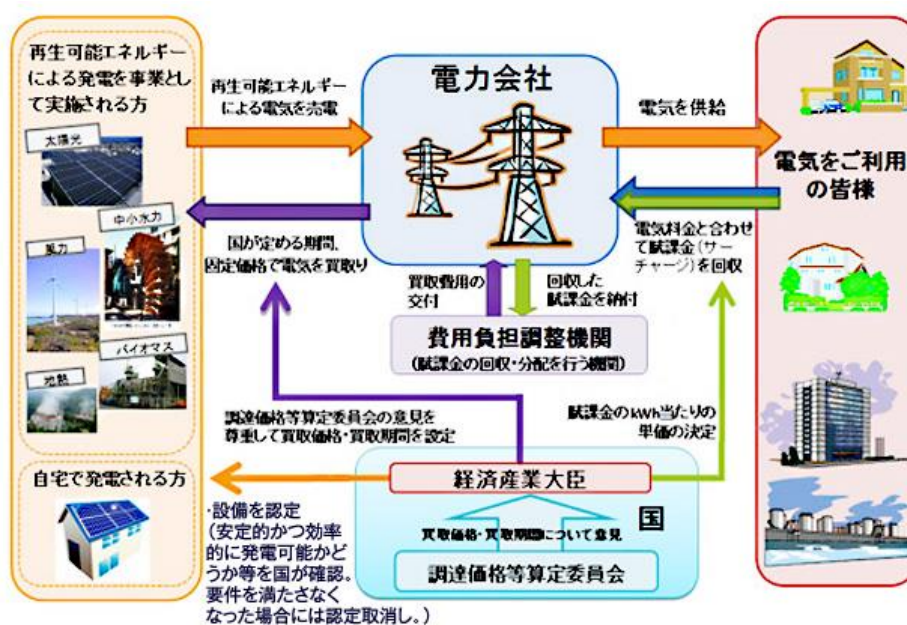 再生可能エネルギー
による発電を事業とし
て実施される方
太陽光
中小水力
風力
バイオマス
地熱
自宅で発電される方
再生可能エネルギー
による電気を売電
国が定める期間、
固定価格で電気を買取り
電力会社
電気を供給
電気をご利用
の皆様
電気料金と合わせ
て賦課金(サー
チャージ)を回収
買取費用の
交付
回収した
賦課金を納付
費用負担調整機関
(賦課金の回収・分配を行う機関)
調達価格等算定委員会の意見を
尊重して買取価格・買取期間を設定
賦課金のkWh当たりの
単価の決定
経済産業大臣
国
買取価格・買取期間について意見
調達価格等算定委員会
・設備を認定
(安定的かつ効率
的に発電可能かど
うか等を国が確認。
要件を満たさなく
なった場合には認定取消し。)